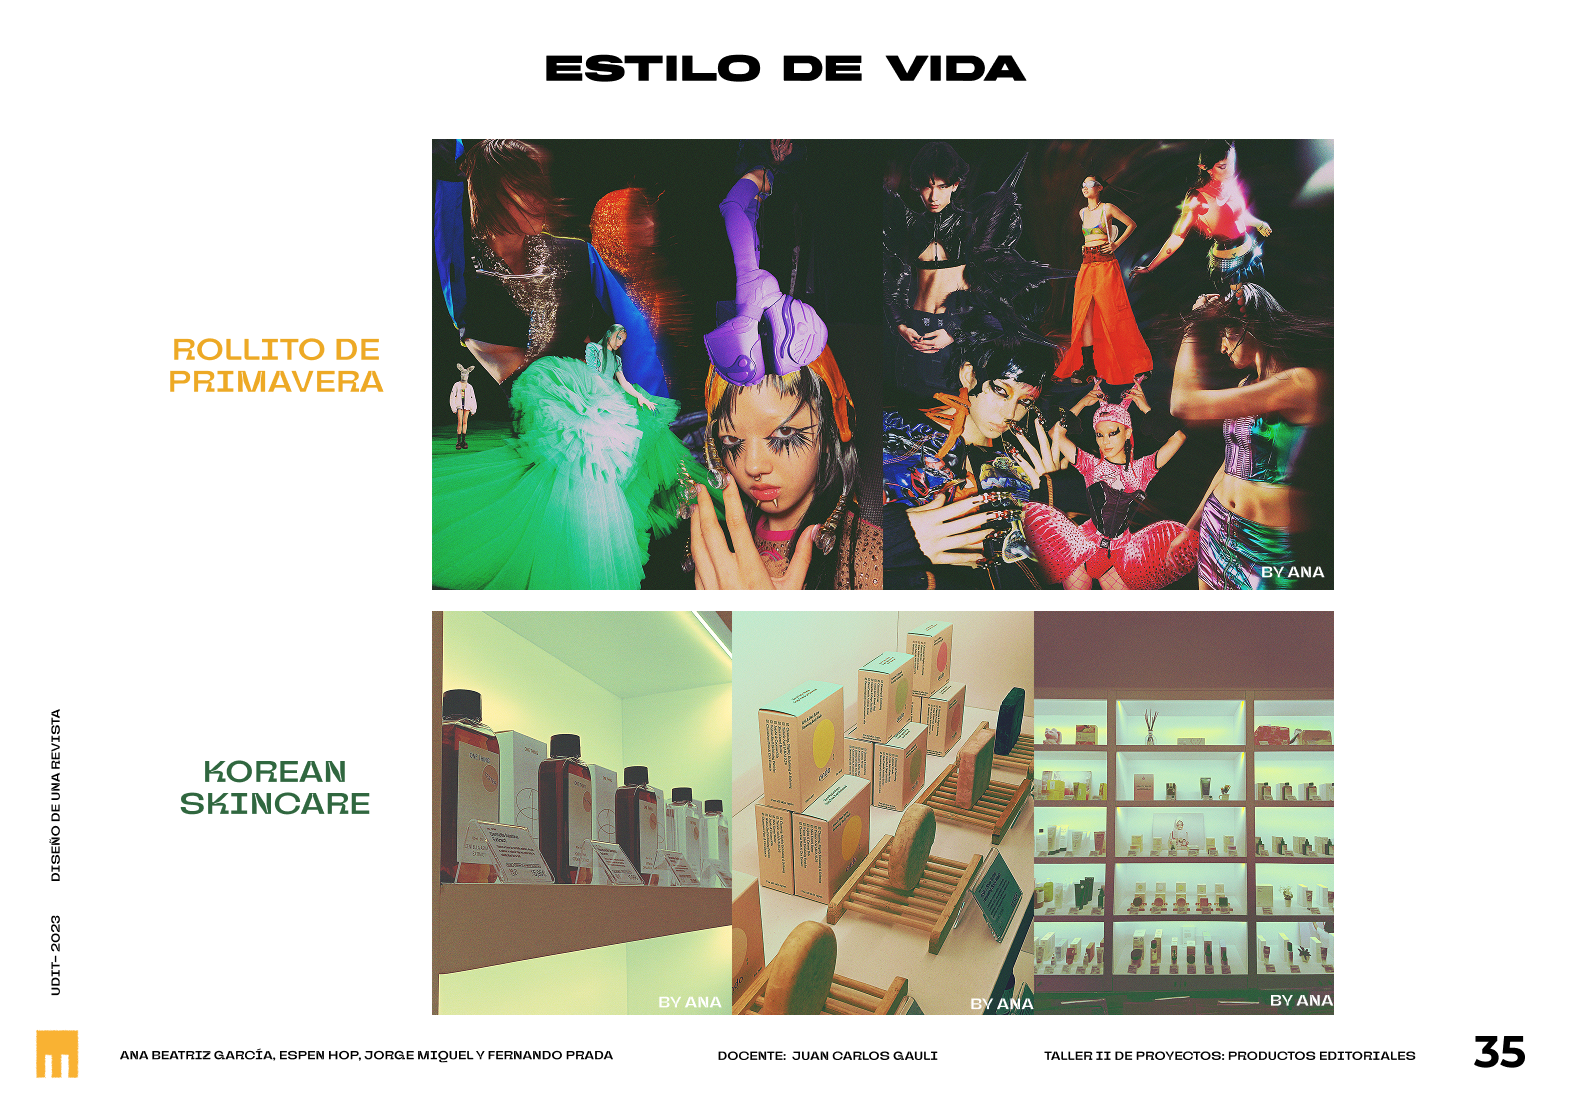 ESTILO DE VIDA
ROLLITO DE
PRIMAVERA
BY ANA
KOREAN
SKINCARE
BY ANA
BY ANA
BY ANA
DISEÑO DE UNA REVISTA
UDIT- 2023
ANA BEATRIZ GARCÍA, ESPEN HOP, JORGE MIQUEL Y FERNANDO PRADA
DOCENTE: JUAN CARLOS GAULI
TALLER II DE PROYECTOS: PRODUCTOS EDITORIALES
35